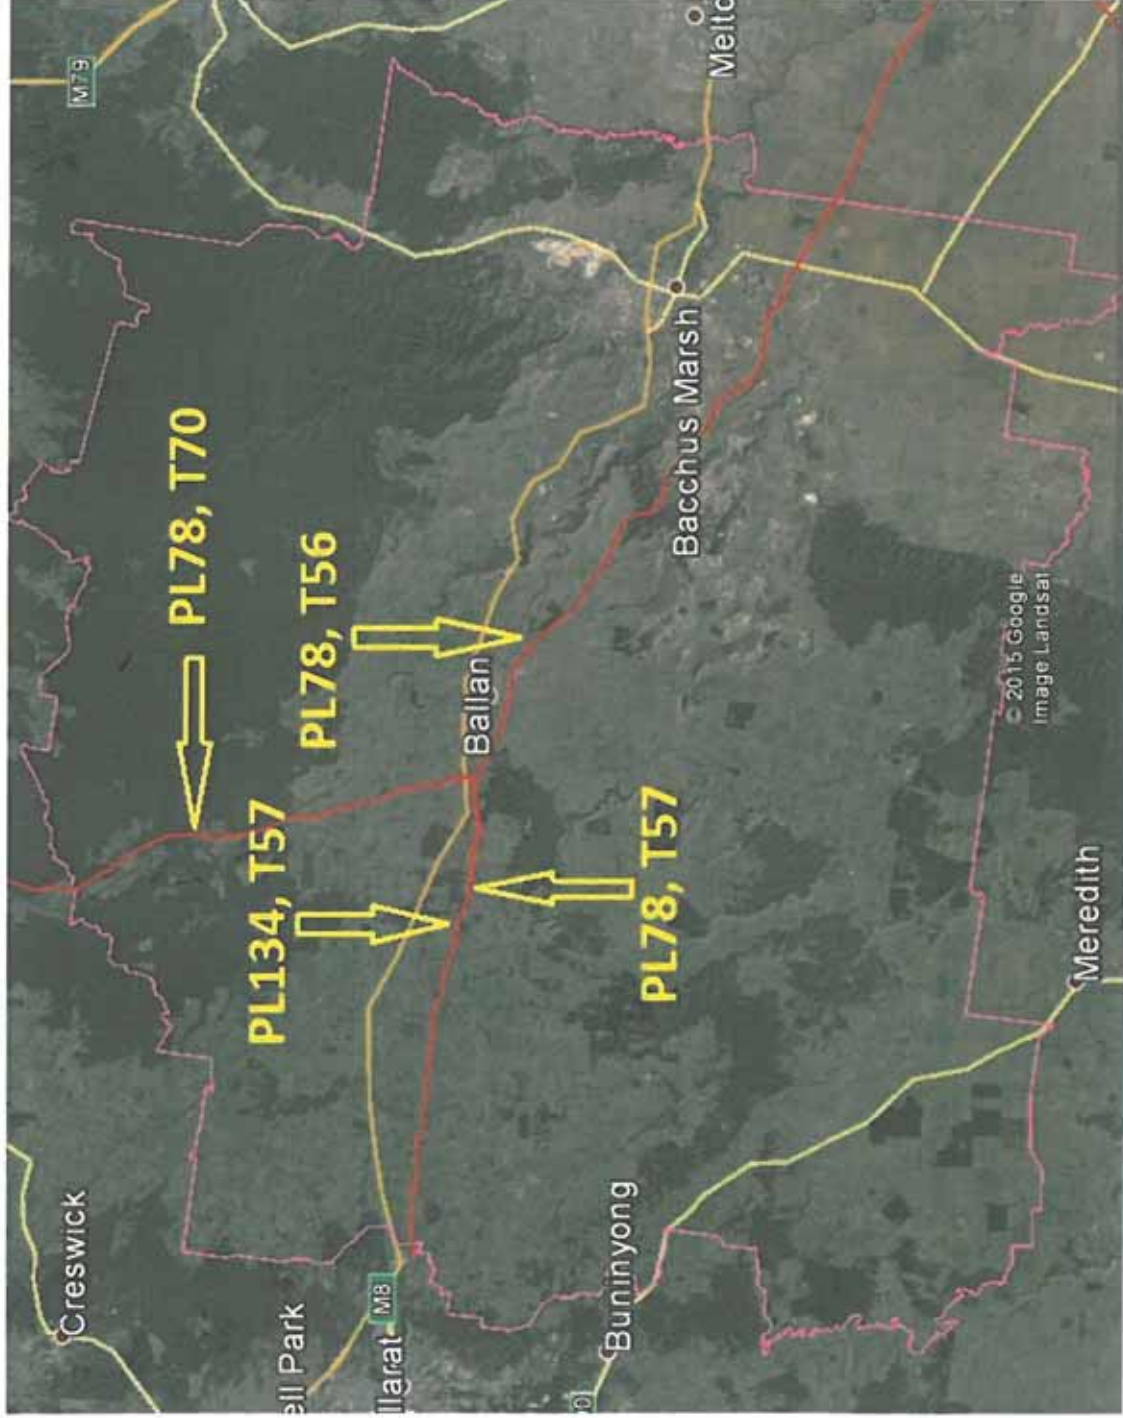 Creswick
ell Park
llarat
M8
Buninyong
PL134, T57
PL78, T70
PL78, T56
Ballan
PL78, T57
Meredith
Bacchus Marsh
M79
Melto
© 2015 Google
Image Landsat